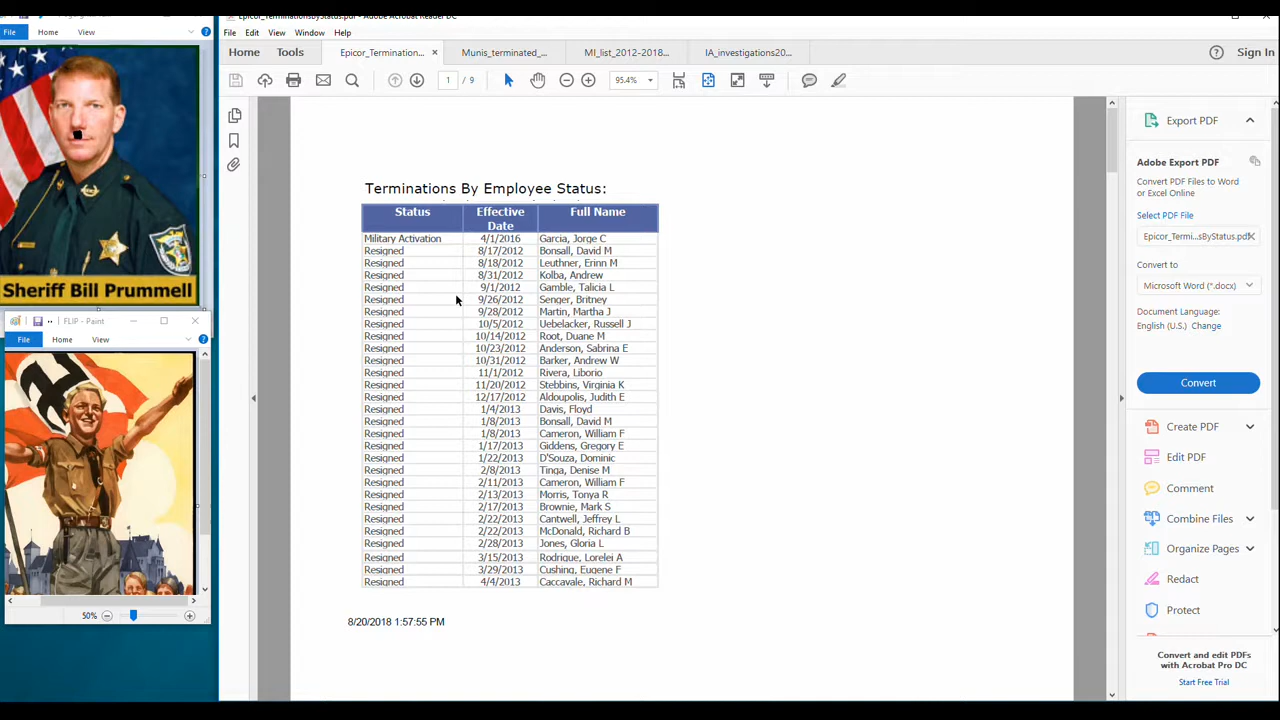 Epicor_TerminationsByStatus.pdf - Adobe Acrobat Reader DC
File Home View
File Edit View Window Help
Home Tools Epicor_Termination... × Munis_terminated_... MI_list_2012-2018... IA_investigations20... Sign In
1 / 9 95.4%
Sheriff Bill Prummell
FLIP - Paint
File Home View
50%
Terminations By Employee Status:
Status Effective Date Full Name
Military Activation 4/1/2016 Garcia, Jorge C
Resigned 8/17/2012 Bonsall, David M
Resigned 8/18/2012 Leuthner, Erinn M
Resigned 8/31/2012 Kolba, Andrew
Resigned 9/1/2012 Gamble, Talicia L
Resigned 9/26/2012 Senger, Britney
Resigned 9/28/2012 Martin, Martha J
Resigned 10/5/2012 Uebelacker, Russell J
Resigned 10/14/2012 Root, Duane M
Resigned 10/23/2012 Anderson, Sabrina E
Resigned 10/31/2012 Barker, Andrew W
Resigned 11/1/2012 Rivera, Liborio
Resigned 11/20/2012 Stebbins, Virginia K
Resigned 12/17/2012 Aldoupolis, Judith E
Resigned 1/4/2013 Davis, Floyd
Resigned 1/8/2013 Bonsall, David M
Resigned 1/8/2013 Cameron, William F
Resigned 1/17/2013 Giddens, Gregory E
Resigned 1/22/2013 D'Souza, Dominic
Resigned 2/8/2013 Tinga, Denise M
Resigned 2/11/2013 Cameron, William F
Resigned 2/13/2013 Morris, Tonya R
Resigned 2/17/2013 Brownie, Mark S
Resigned 2/22/2013 Cantwell, Jeffrey L
Resigned 2/22/2013 McDonald, Richard B
Resigned 2/28/2013 Jones, Gloria L
Resigned 3/15/2013 Rodrigue, Lorelei A
Resigned 3/29/2013 Cushing, Eugene F
Resigned 4/4/2013 Caccavale, Richard M
8/20/2018 1:57:55 PM
Export PDF
Adobe Export PDF
Convert PDF Files to Word
or Excel Online
Select PDF File
Epicor_Termi...sByStatus.pdf
Convert to
Microsoft Word (*.docx)
Document Language:
English (U.S.) Change
Convert
Create PDF
Edit PDF
Comment
Combine Files
Organize Pages
Redact
Protect
Convert and edit PDFs
with Acrobat Pro DC
Start Free Trial